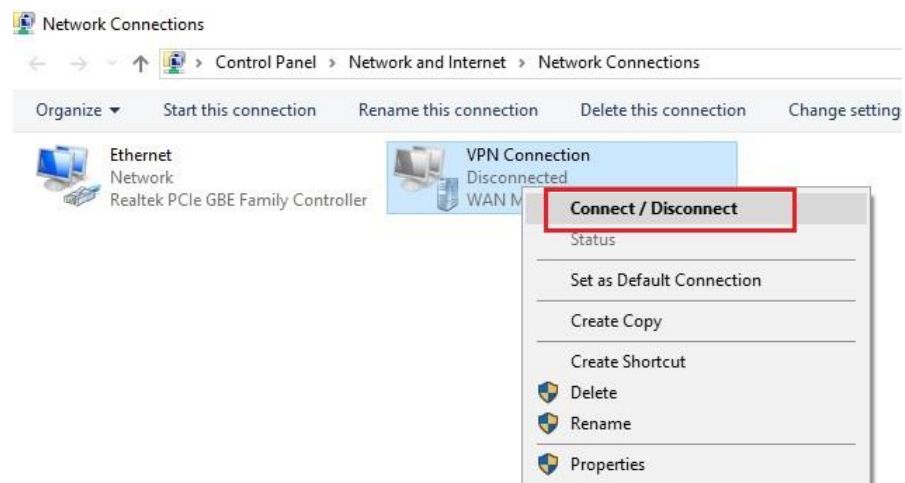 Network Connections
Control Panel > Network and Internet > Network Connections
Organize Start this connection Rename this connection Delete this connection Change setting
Ethernet
Network
Realtek PCIe GBE Family Controller
VPN Connection
Disconnected
WAN M
Connect / Disconnect
Status
Set as Default Connection
Create Copy
Create Shortcut
Delete
Rename
Properties